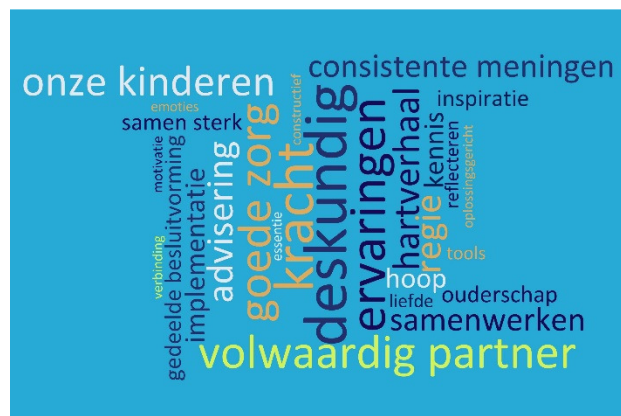 onze kinderen
consistente meningen
emoties
samen sterk
constructief
inspiratie
motivatie
verbinding
gedeelde besluitvorming
implementatie
advisering
goede zorg
essentie
kracht
deskundig
ervaringen
hartverhaal
regie
kennis
reflecteren
oplossingsgericht
tools
hoop
liefde
ouderschap
samenwerken
volwaardig partner